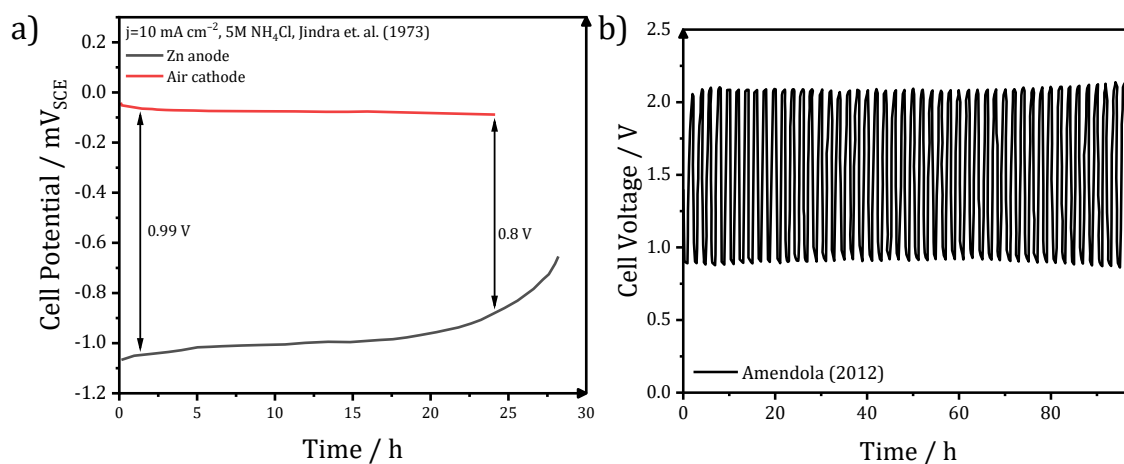 a)
j=10 mA cm⁻², 5M NH₄Cl, Jindra et. al. (1973)
Zn anode
Air cathode
0.2
0.0
-0.2
-0.4
-0.6
-0.8
-1.0
-1.2
Cell Potential / mV_SCE
0.99 V
0.8 V
0 5 10 15 20 25 30
Time / h
b)
2.5
2.0
1.5
1.0
0.5
0.0
Cell Voltage / V
Amendola (2012)
0 20 40 60 80
Time / h